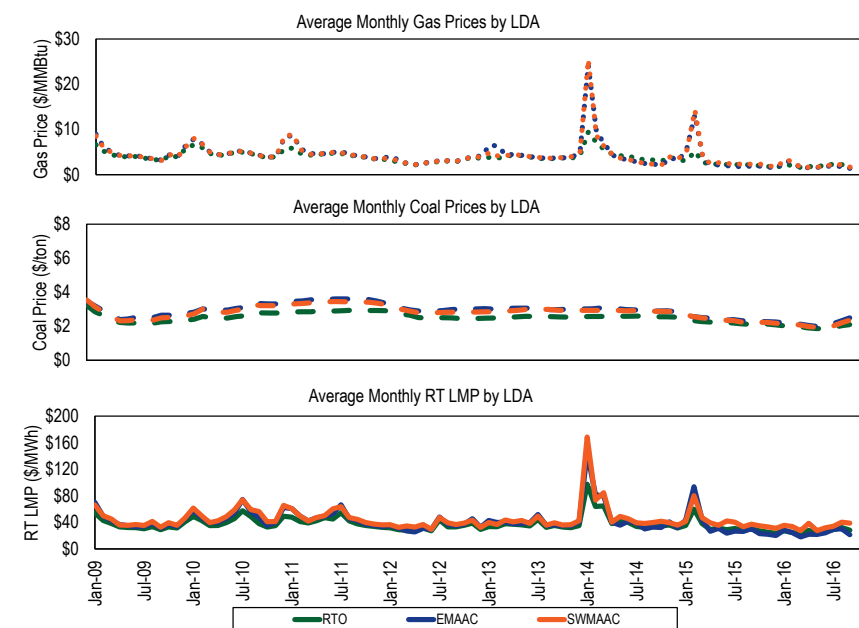 Average Monthly Gas Prices by LDA
Gas Price ($/MMBtu)
$30
$20
$10
$0
Average Monthly Coal Prices by LDA
Coal Price ($/ton)
$8
$6
$4
$2
$0
Average Monthly RT LMP by LDA
RT LMP ($/MWh)
$200
$160
$120
$80
$40
$0
Jan-09
Jul-09
Jan-10
Jul-10
Jan-11
Jul-11
Jan-12
Jul-12
Jan-13
Jul-13
Jan-14
Jul-14
Jan-15
Jul-15
Jan-16
Jul-16
RTO EMAAC SWMAAC